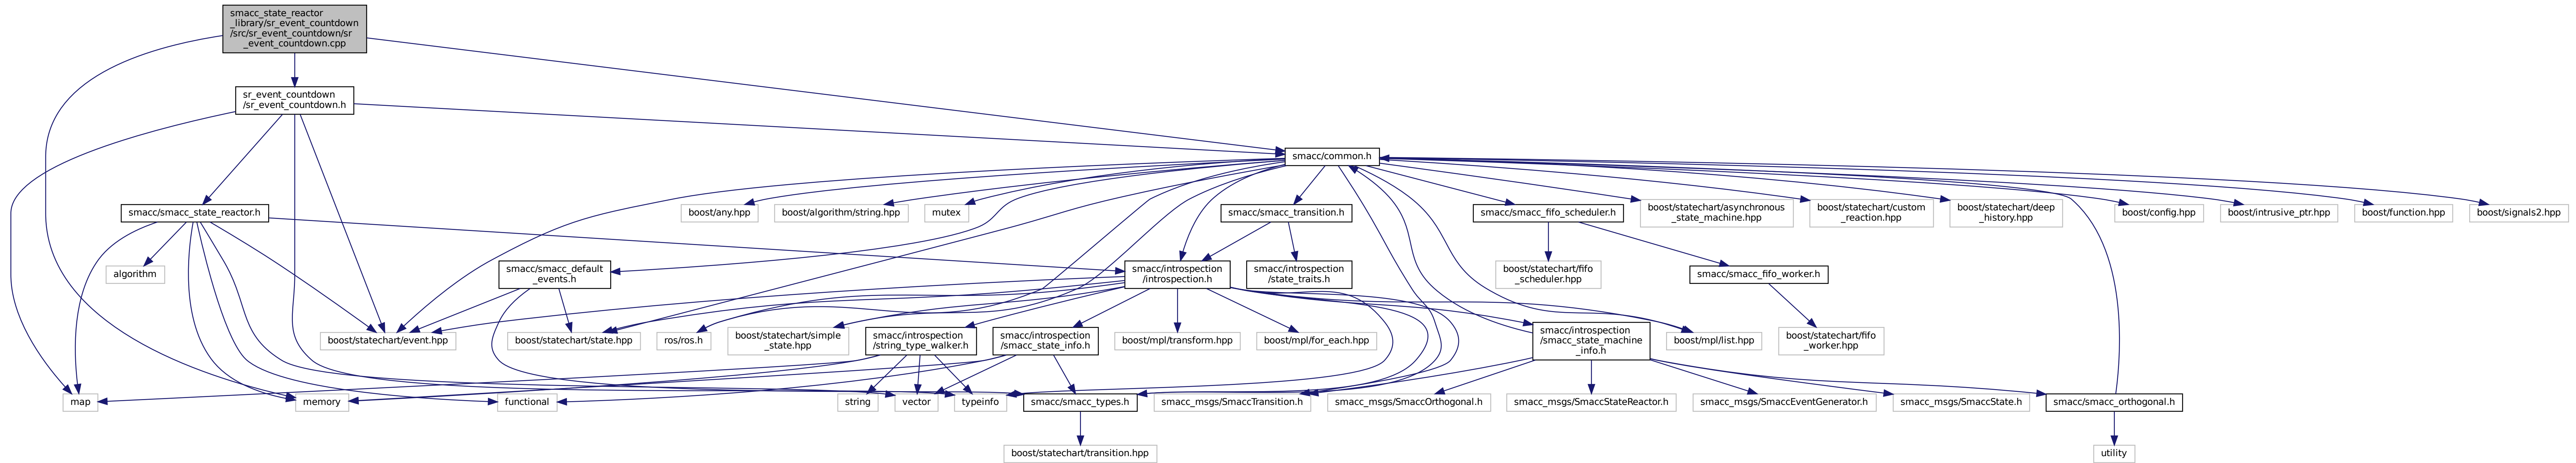 smacc_state_reactor
_library/sr_event_countdown
/src/sr_event_countdown/sr
_event_countdown.cpp
sr_event_countdown
/sr_event_countdown.h
smacc/common.h
smacc/smacc_state_reactor.h
boost/any.hpp
boost/algorithm/string.hpp
mutex
smacc/smacc_transition.h
smacc/smacc_fifo_scheduler.h
boost/statechart/asynchronous
_state_machine.hpp
boost/statechart/custom
_reaction.hpp
boost/statechart/deep
_history.hpp
boost/config.hpp
boost/intrusive_ptr.hpp
boost/function.hpp
boost/signals2.hpp
algorithm
smacc/smacc_default
_events.h
smacc/introspection
/introspection.h
smacc/introspection
/state_traits.h
boost/statechart/fifo
_scheduler.hpp
smacc/smacc_fifo_worker.h
boost/statechart/event.hpp
boost/statechart/state.hpp
ros/ros.h
boost/statechart/simple
_state.hpp
smacc/introspection
/string_type_walker.h
smacc/introspection
/smacc_state_info.h
boost/mpl/transform.hpp
boost/mpl/for_each.hpp
smacc/introspection
/smacc_state_machine
_info.h
boost/mpl/list.hpp
boost/statechart/fifo
_worker.hpp
map
memory
functional
string
vector
typeinfo
smacc/smacc_types.h
smacc_msgs/SmaccTransition.h
smacc_msgs/SmaccOrthogonal.h
smacc_msgs/SmaccStateReactor.h
smacc_msgs/SmaccEventGenerator.h
smacc_msgs/SmaccState.h
smacc/smacc_orthogonal.h
boost/statechart/transition.hpp
utility